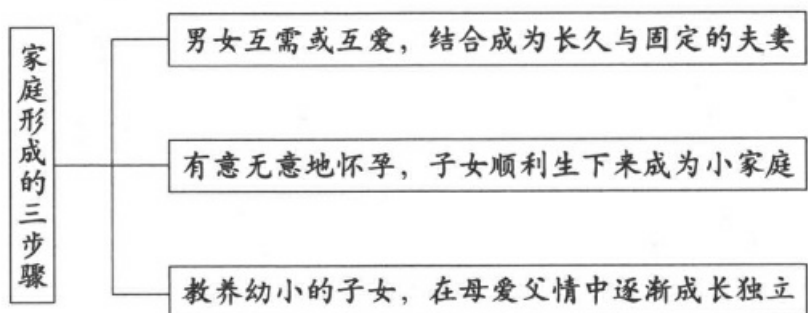 家庭形成的三步骤
男女互需或互爱，结合成为长久与固定的夫妻
有意无意地怀孕，子女顺利生下来成为小家庭
教养幼小的子女，在母爱父情中逐渐成长独立